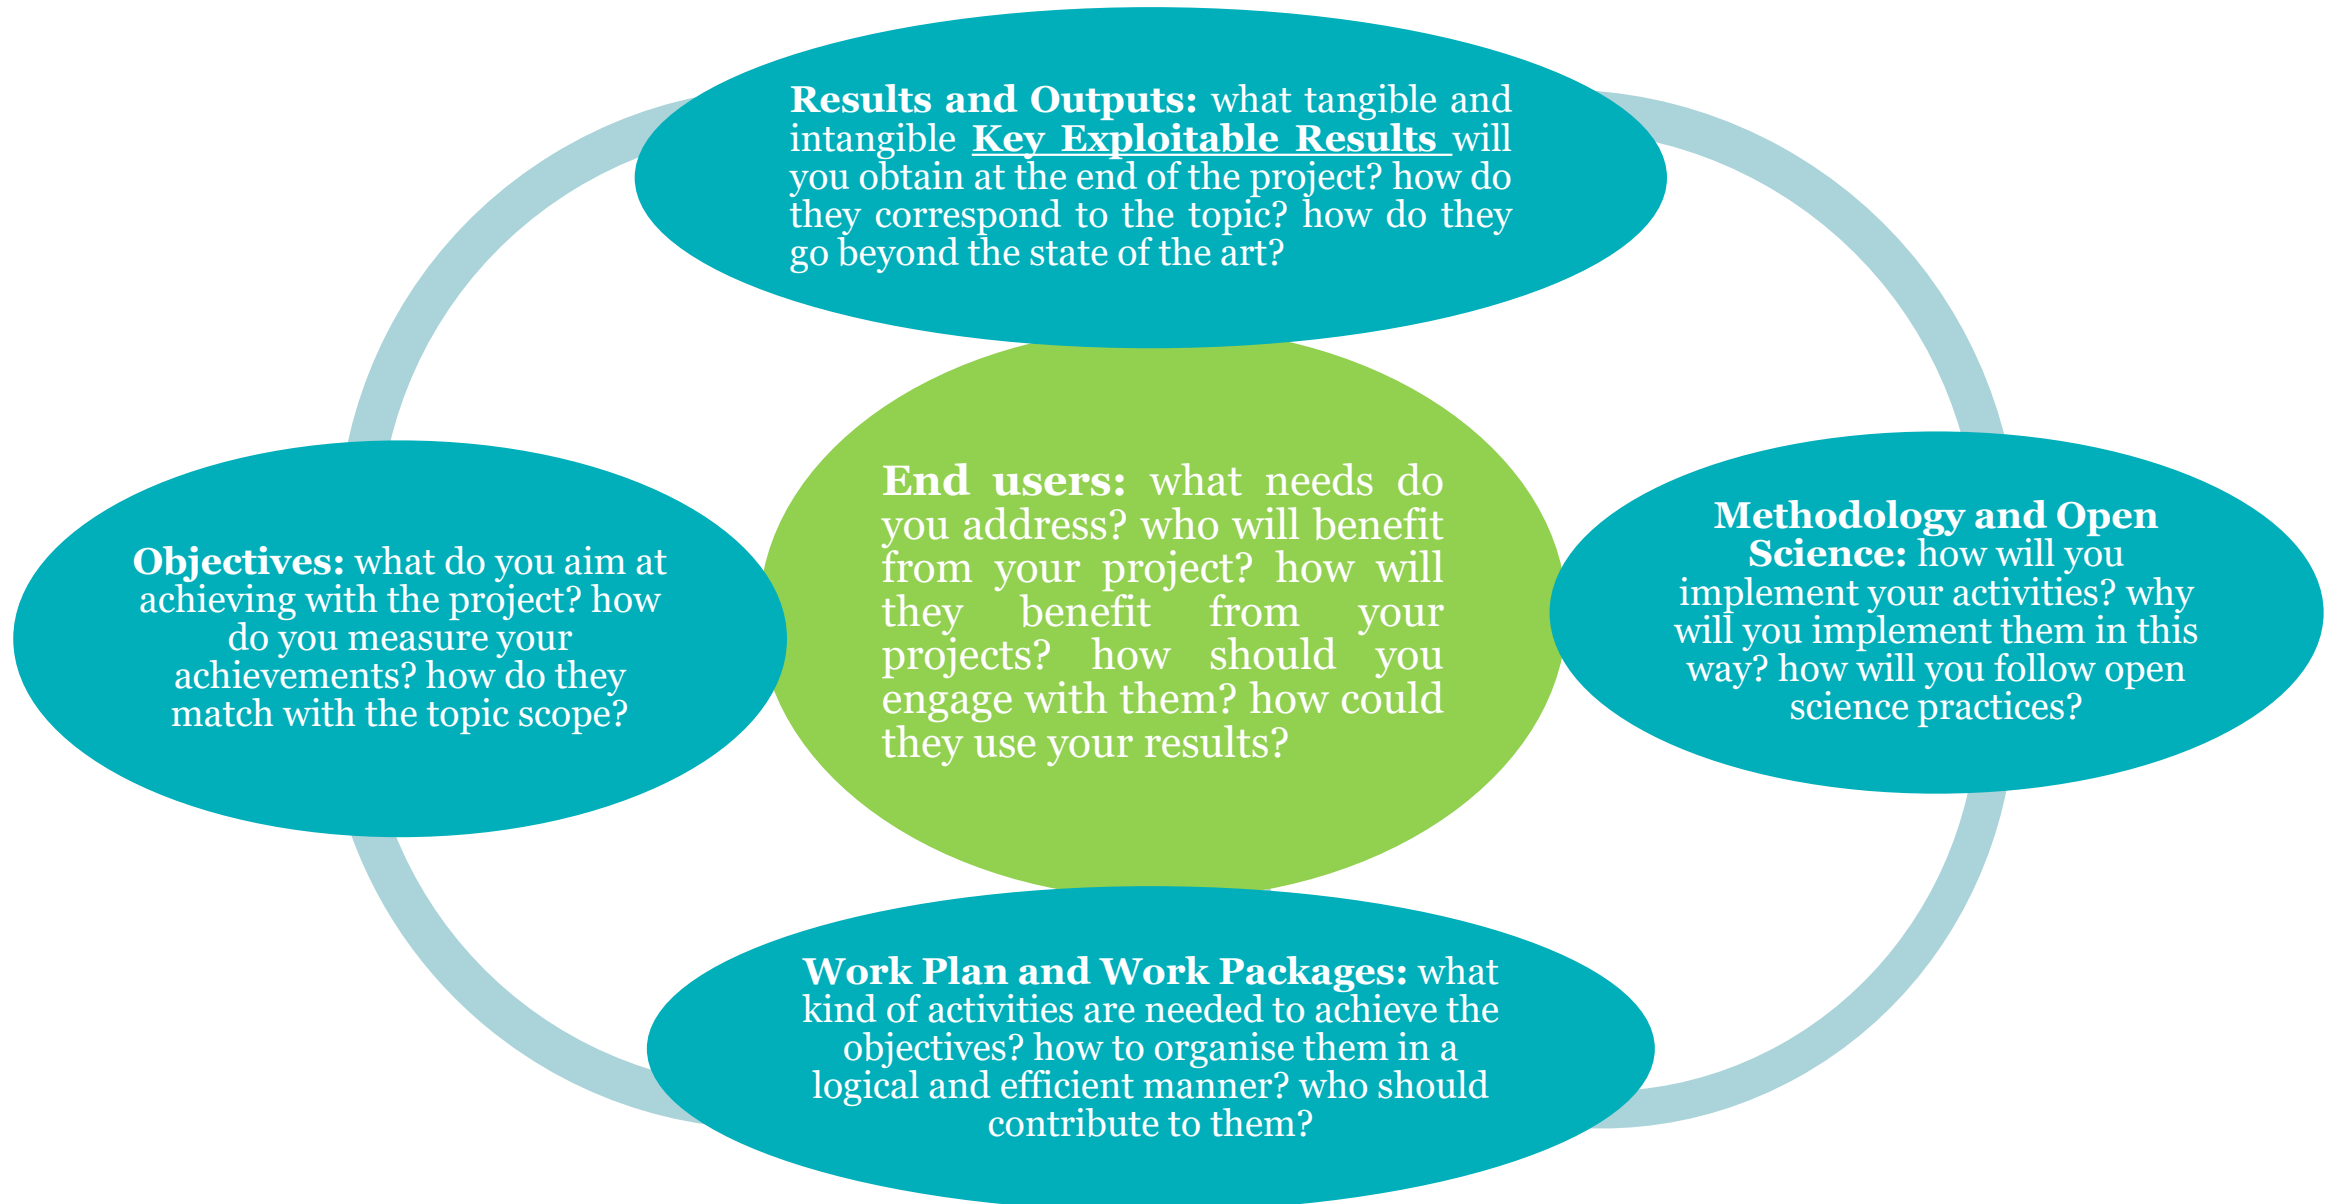 Results and Outputs: what tangible and
intangible Key Exploitable Results will
you obtain at the end of the project? how do
they correspond to the topic? how do they
go beyond the state of the art?
End users: what needs do
you address? who will benefit
from your project? how will
they benefit from your
projects? how should you
engage with them? how could
they use your results?
Objectives: what do you aim at
achieving with the project? how
do you measure your
achievements? how do they
match with the topic scope?
Methodology and Open
Science: how will you
implement your activities? why
will you implement them in this
way? how will you follow open
science practices?
Work Plan and Work Packages: what
kind of activities are needed to achieve the
objectives? how to organise them in a
logical and efficient manner? who should
contribute to them?